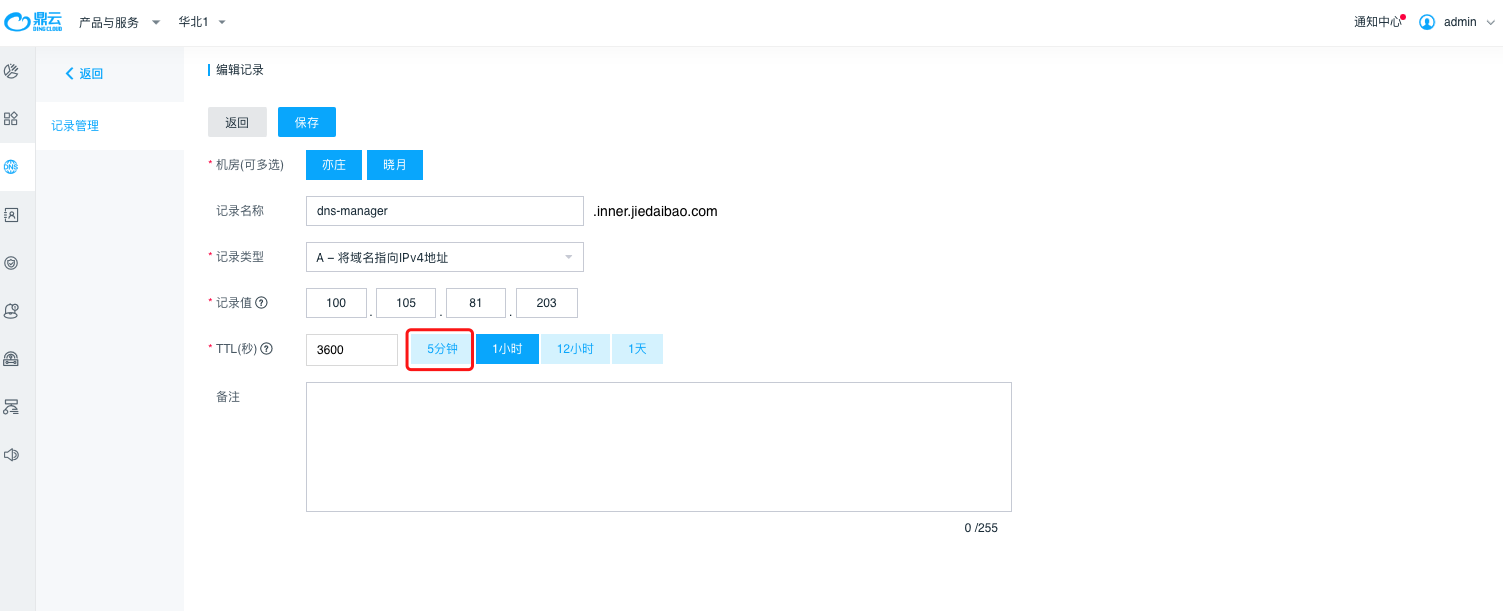 鼎云 产品与服务 华北1 通知中心 admin
DING CLOUD
返回
编辑记录
记录管理
返回 保存
DNS
* 机房(可多选) 亦庄 晓月
记录名称 dns-manager .inner.jiedaibao.com
* 记录类型 A – 将域名指向IPv4地址
* 记录值 ? 100 . 105 . 81 . 203
* TTL(秒) ? 3600 5分钟 1小时 12小时 1天
备注
0 /255